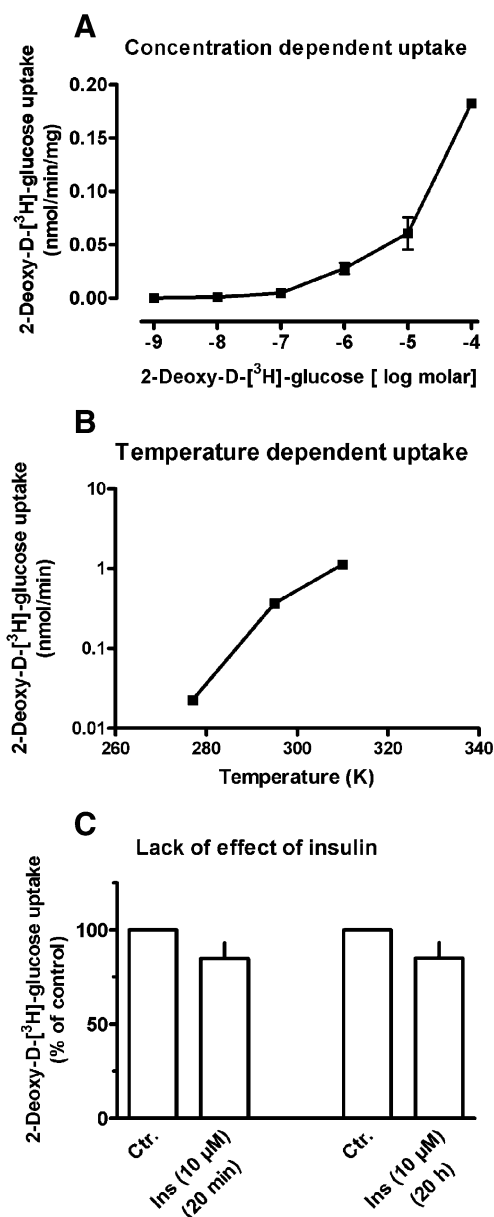 A
Concentration dependent uptake
2-Deoxy-D-[³H]-glucose uptake
(nmol/min/mg)
0.20
0.15
0.10
0.05
0.00
-9 -8 -7 -6 -5 -4
2-Deoxy-D-[³H]-glucose [ log molar]
B
Temperature dependent uptake
2-Deoxy-D-[³H]-glucose uptake
(nmol/min)
10
1
0.1
0.01
260 280 300 320 340
Temperature (K)
C
Lack of effect of insulin
2-Deoxy-D-[³H]-glucose uptake
(% of control)
100
50
0
Ctr.
Ins (10 µM)
(20 min)
Ctr.
Ins (10 µM)
(20 h)